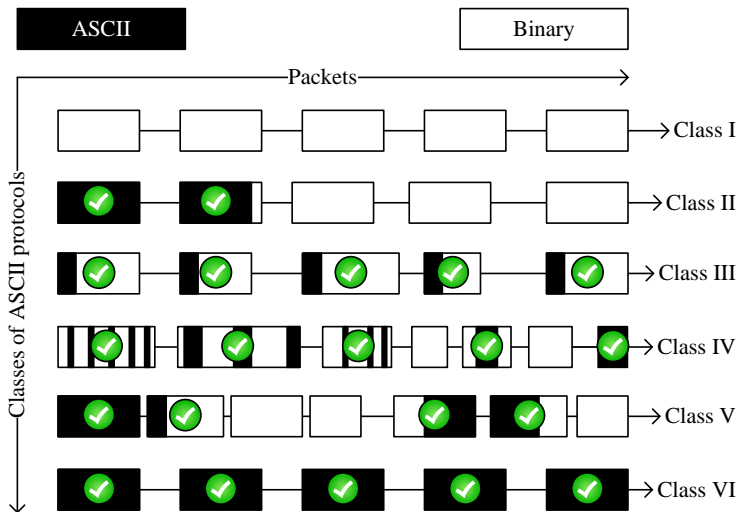 ASCII
Binary
Packets
Classes of ASCII protocols
Class I
Class II
Class III
Class IV
Class V
Class VI